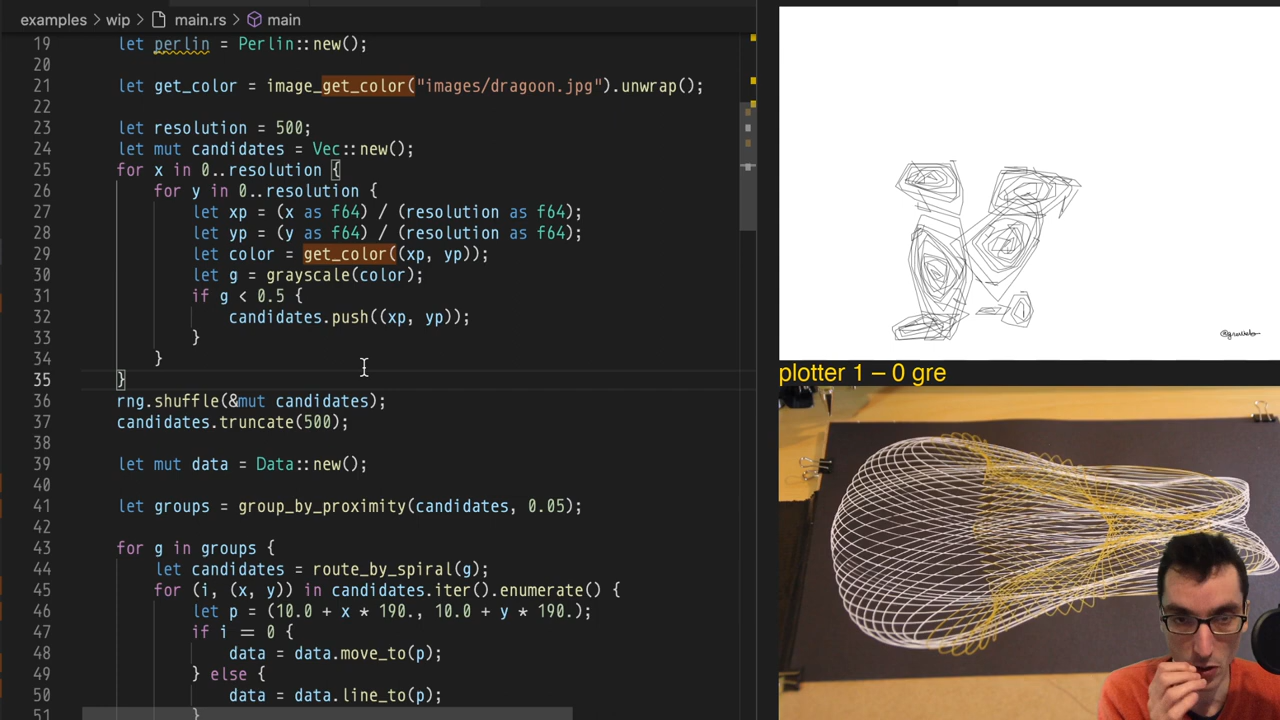 examples › wip › main.rs › main
19 let perlin = Perlin::new();
20
21 let get_color = image_get_color("images/dragoon.jpg").unwrap();
22
23 let resolution = 500;
24 let mut candidates = Vec::new();
25 for x in 0..resolution {
26 for y in 0..resolution {
27 let xp = (x as f64) / (resolution as f64);
28 let yp = (y as f64) / (resolution as f64);
29 let color = get_color((xp, yp));
30 let g = grayscale(color);
31 if g < 0.5 {
32 candidates.push((xp, yp));
33 }
34 }
35 }
36 rng.shuffle(&mut candidates);
37 candidates.truncate(500);
38
39 let mut data = Data::new();
40
41 let groups = group_by_proximity(candidates, 0.05);
42
43 for g in groups {
44 let candidates = route_by_spiral(g);
45 for (i, (x, y)) in candidates.iter().enumerate() {
46 let p = (10.0 + x * 190., 10.0 + y * 190.);
47 if i == 0 {
48 data = data.move_to(p);
49 } else {
50 data = data.line_to(p);
51 }
plotter 1 – 0 gre